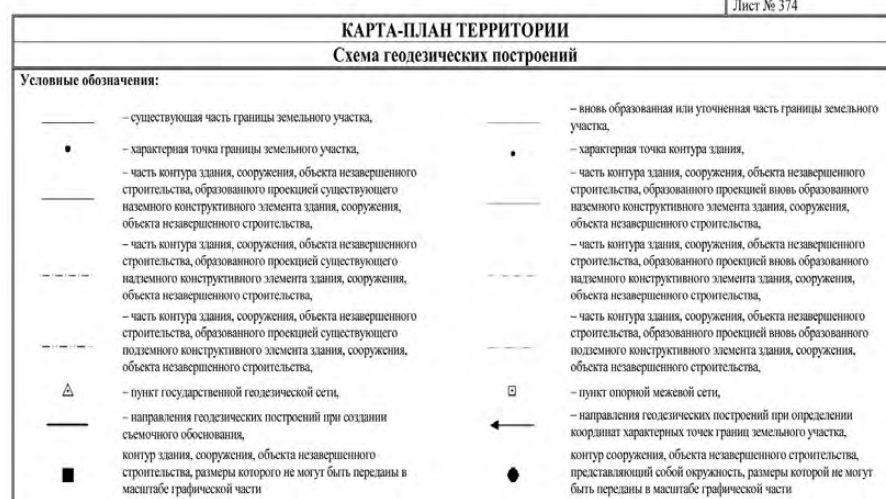 Лист № 374
КАРТА-ПЛАН ТЕРРИТОРИИ
Схема геодезических построений
Условные обозначения:
– существующая часть границы земельного участка,
– вновь образованная или уточненная часть границы земельного
участка,
– характерная точка границы земельного участка,
– характерная точка контура здания,
– часть контура здания, сооружения, объекта незавершенного
строительства, образованного проекцией существующего
наземного конструктивного элемента здания, сооружения,
объекта незавершенного строительства,
– часть контура здания, сооружения, объекта незавершенного
строительства, образованного проекцией вновь образованного
наземного конструктивного элемента здания, сооружения,
объекта незавершенного строительства,
– часть контура здания, сооружения, объекта незавершенного
строительства, образованного проекцией существующего
надземного конструктивного элемента здания, сооружения,
объекта незавершенного строительства,
– часть контура здания, сооружения, объекта незавершенного
строительства, образованного проекцией вновь образованного
надземного конструктивного элемента здания, сооружения,
объекта незавершенного строительства,
– часть контура здания, сооружения, объекта незавершенного
строительства, образованного проекцией существующего
подземного конструктивного элемента здания, сооружения,
объекта незавершенного строительства,
– часть контура здания, сооружения, объекта незавершенного
строительства, образованного проекцией вновь образованного
подземного конструктивного элемента здания, сооружения,
объекта незавершенного строительства,
– пункт государственной геодезической сети,
– пункт опорной межевой сети,
– направления геодезических построений при создании
съемочного обоснования,
– направления геодезических построений при определении
координат характерных точек границ земельного участка,
контур здания, сооружения, объекта незавершенного
строительства, размеры которого не могут быть переданы в
масштабе графической части
контур сооружения, объекта незавершенного строительства,
представляющий собой окружность, размеры которой не могут
быть переданы в масштабе графической части